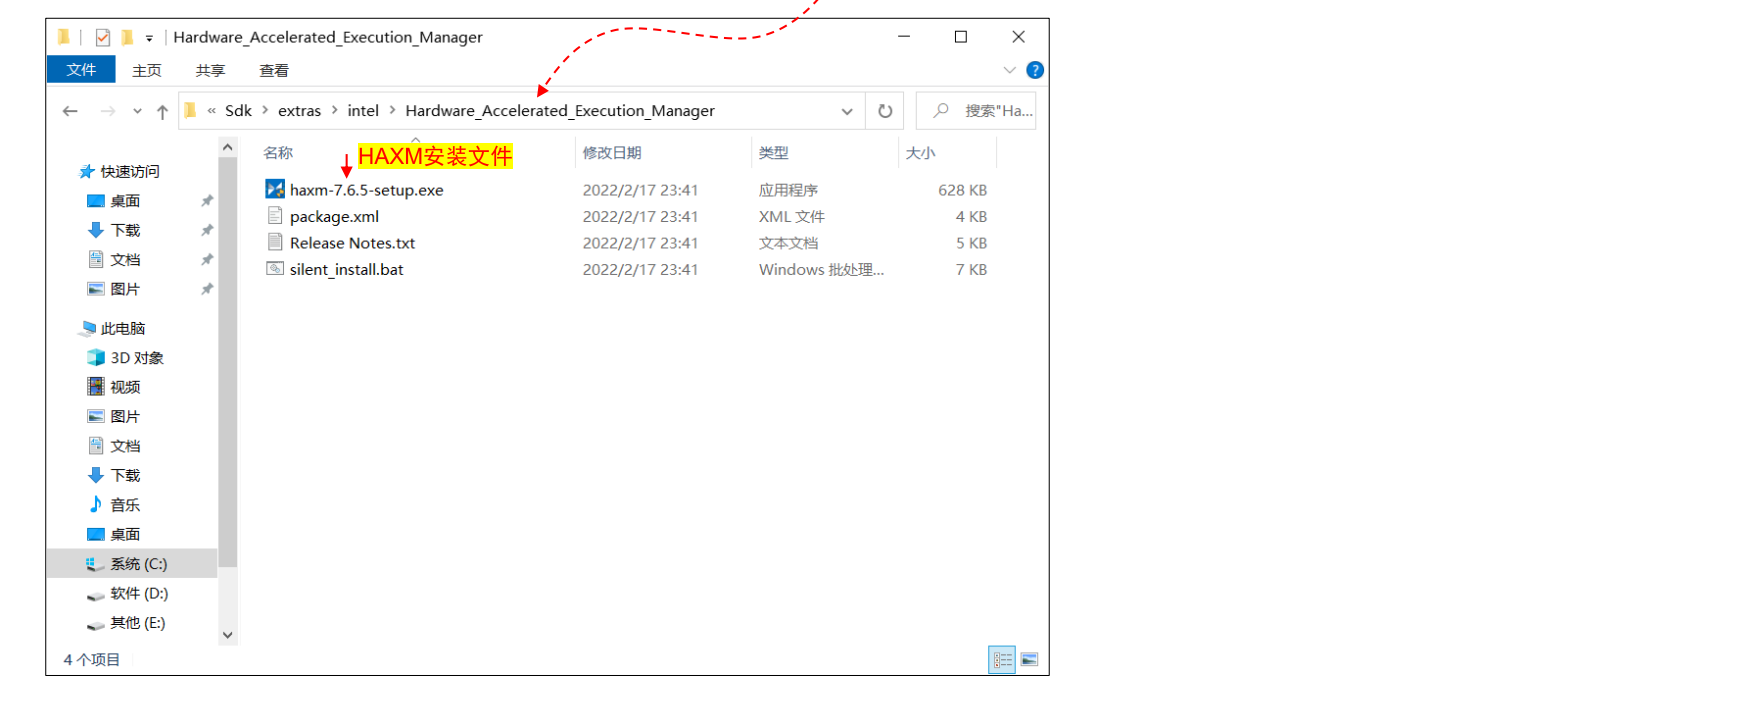 Hardware_Accelerated_Execution_Manager
文件 主页 共享 查看
« Sdk > extras > intel > Hardware_Accelerated_Execution_Manager 搜索"Ha...
名称 HAXM安装文件 修改日期 类型 大小
haxm-7.6.5-setup.exe 2022/2/17 23:41 应用程序 628 KB
package.xml 2022/2/17 23:41 XML 文件 4 KB
Release Notes.txt 2022/2/17 23:41 文本文档 5 KB
silent_install.bat 2022/2/17 23:41 Windows 批处理... 7 KB
快速访问
桌面
下载
文档
图片
此电脑
3D 对象
视频
图片
文档
下载
音乐
桌面
系统 (C:)
软件 (D:)
其他 (E:)
4 个项目